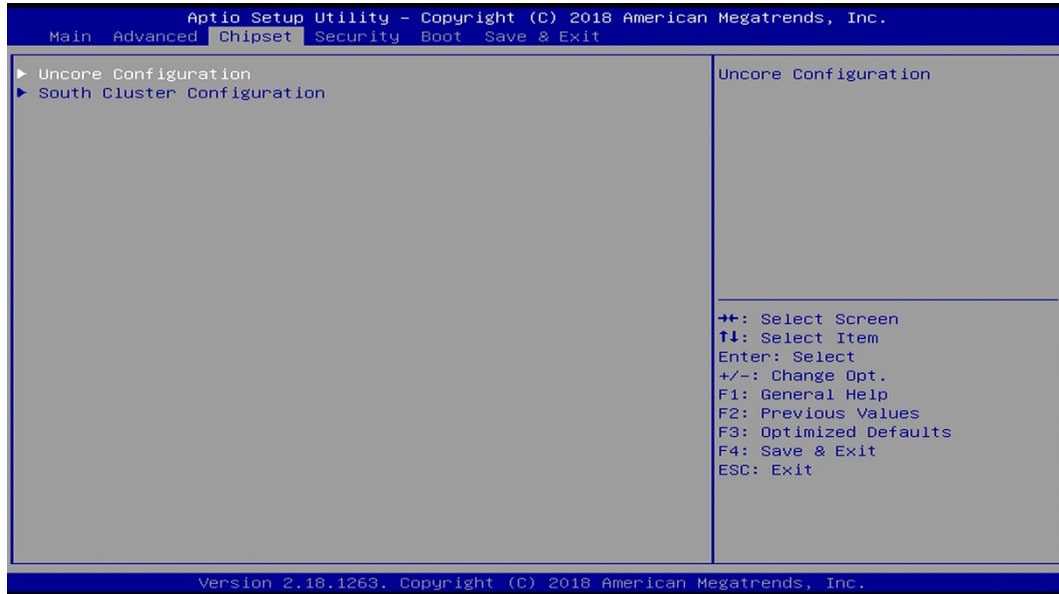 Aptio Setup Utility – Copyright (C) 2018 American Megatrends, Inc.
Main Advanced Chipset Security Boot Save & Exit
► Uncore Configuration
► South Cluster Configuration
Uncore Configuration
→←: Select Screen
↑↓: Select Item
Enter: Select
+/-: Change Opt.
F1: General Help
F2: Previous Values
F3: Optimized Defaults
F4: Save & Exit
ESC: Exit
Version 2.18.1263. Copyright (C) 2018 American Megatrends, Inc.